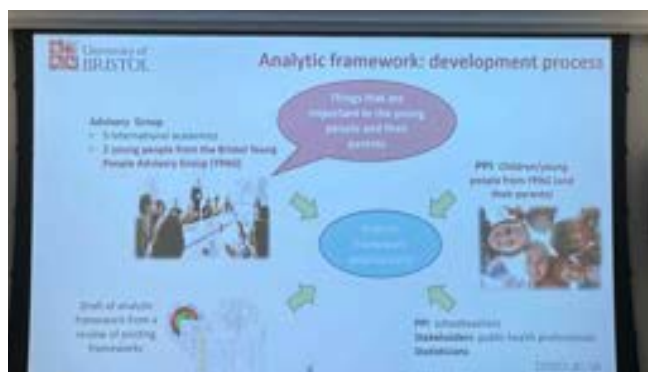 University of
BRISTOL
Analytic framework: development process
Things that are
important to the young
people and their
parents
Advisory Group
• 5 international academics
• 2 young people from the Bristol Young
People Advisory Group (YPAG)
PPI: Children/young
people from YPAG (and
their parents)
Draft of analytic
framework from a
review of existing
frameworks
PPI: schoolteachers
Stakeholders: public health professionals
Statisticians